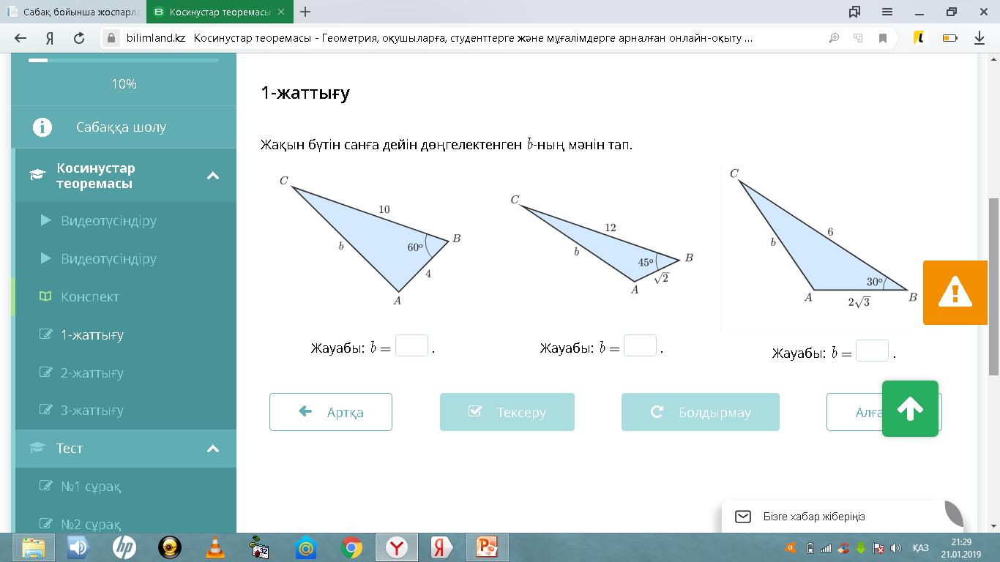 Сабақ бойынша жоспарла
Косинустар теоремасы
bilimland.kz Косинустар теоремасы - Геометрия, оқушыларға, студенттерге және мұғалімдерге арналған онлайн-оқыту ...
10%
Сабаққа шолу
Косинустар
теоремасы
Видеотүсіндіру
Видеотүсіндіру
Конспект
1-жаттығу
2-жаттығу
3-жаттығу
Тест
№1 сұрақ
№2 сұрақ
1-жаттығу
Жақын бүтін санға дейін дөңгелектенген b-ның мәнін тап.
C
10
B
60°
b
4
A
C
12
B
45°
b
√2
A
C
6
b
30°
A
B
2√3
Жауабы: b = .
Жауабы: b = .
Жауабы: b = .
Артқа
Тексеру
Болдырмау
Алға
Бізге хабар жіберіңіз
ҚАЗ
21:29
21.01.2019